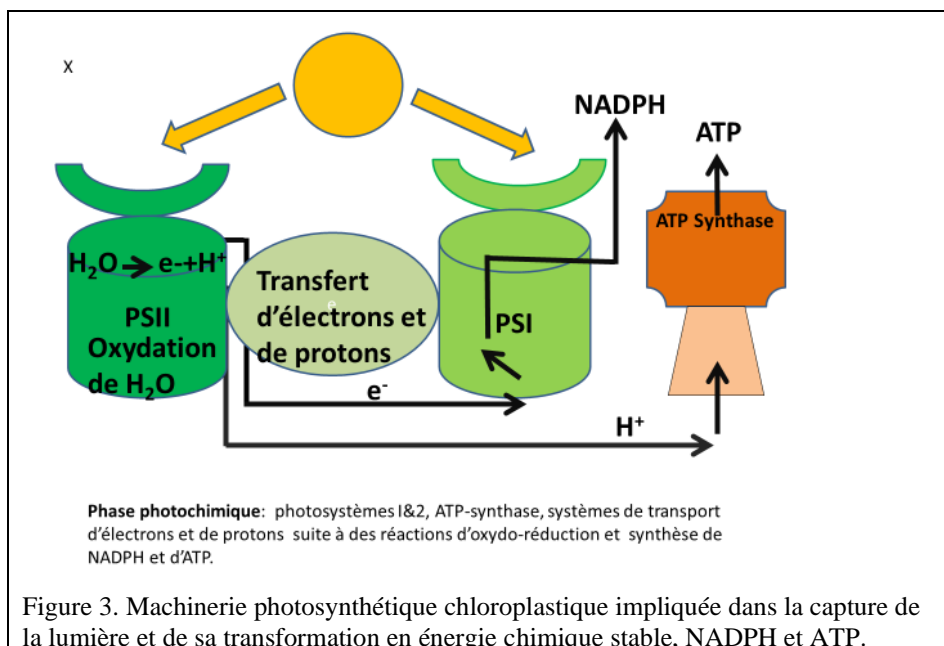 X
NADPH
ATP
ATP Synthase
H₂O → e-+H⁺
PSII
Oxydation
de H₂O
Transfert
e
d'électrons et
de protons
PSI
e⁻
H⁺
Phase photochimique: photosystèmes I&2, ATP-synthase, systèmes de transport
d'électrons et de protons suite à des réactions d'oxydo-réduction et synthèse de
NADPH et d'ATP.
Figure 3. Machinerie photosynthétique chloroplastique impliquée dans la capture de
la lumière et de sa transformation en énergie chimique stable, NADPH et ATP.